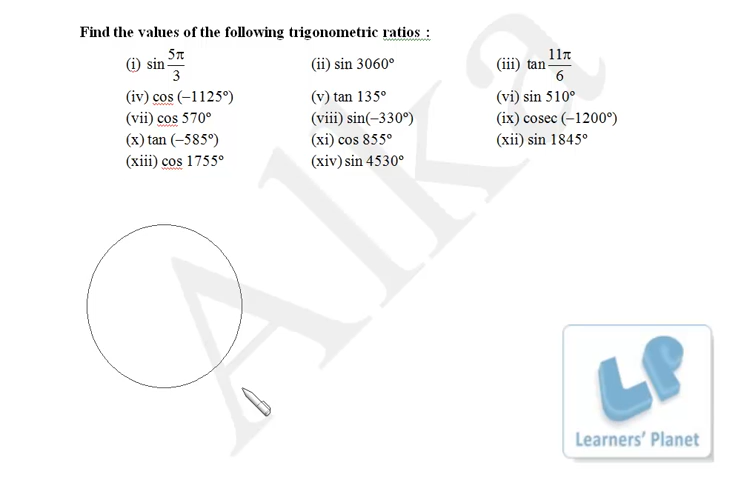 Find the values of the following trigonometric ratios :
(i) sin 5π/3 (ii) sin 3060° (iii) tan 11π/6
(iv) cos (−1125°) (v) tan 135° (vi) sin 510°
(vii) cos 570° (viii) sin(−330°) (ix) cosec (−1200°)
(x) tan (−585°) (xi) cos 855° (xii) sin 1845°
(xiii) cos 1755° (xiv) sin 4530°
Alka
LP
Learners' Planet